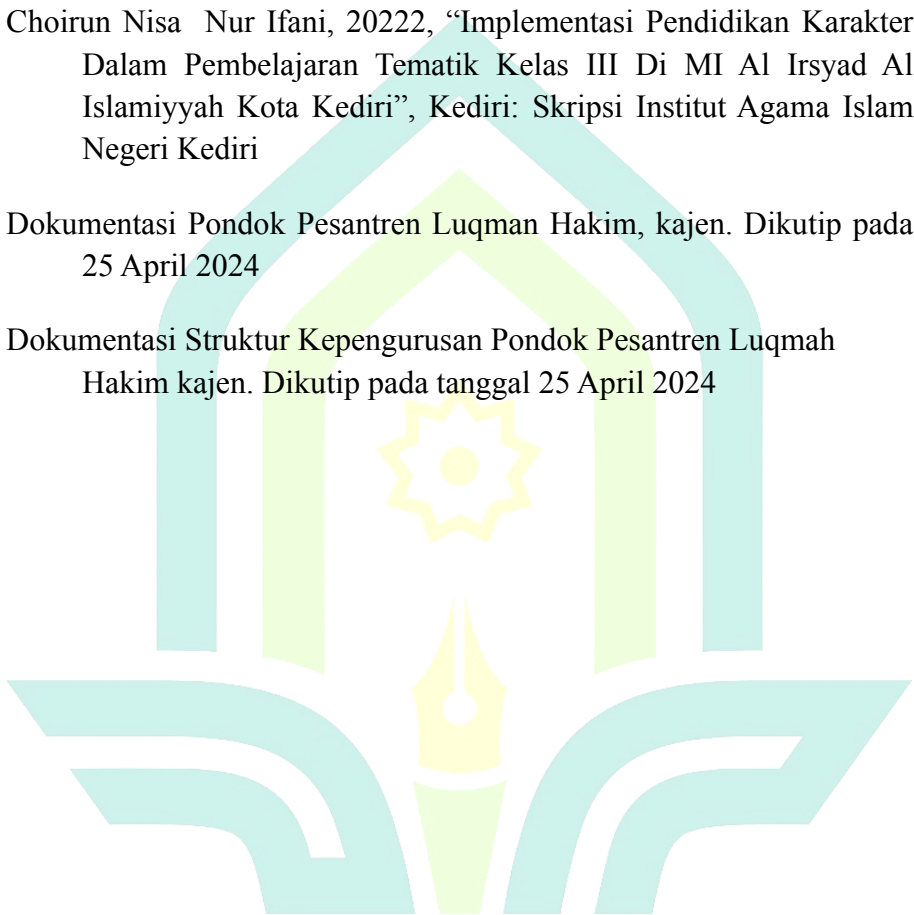 Choirun Nisa Nur Ifani, 20222, “Implementasi Pendidikan Karakter
Dalam Pembelajaran Tematik Kelas III Di MI Al Irsyad Al
Islamiyyah Kota Kediri”, Kediri: Skripsi Institut Agama Islam
Negeri Kediri
Dokumentasi Pondok Pesantren Luqman Hakim, kajen. Dikutip pada
25 April 2024
Dokumentasi Struktur Kepengurusan Pondok Pesantren Luqmah
Hakim kajen. Dikutip pada tanggal 25 April 2024